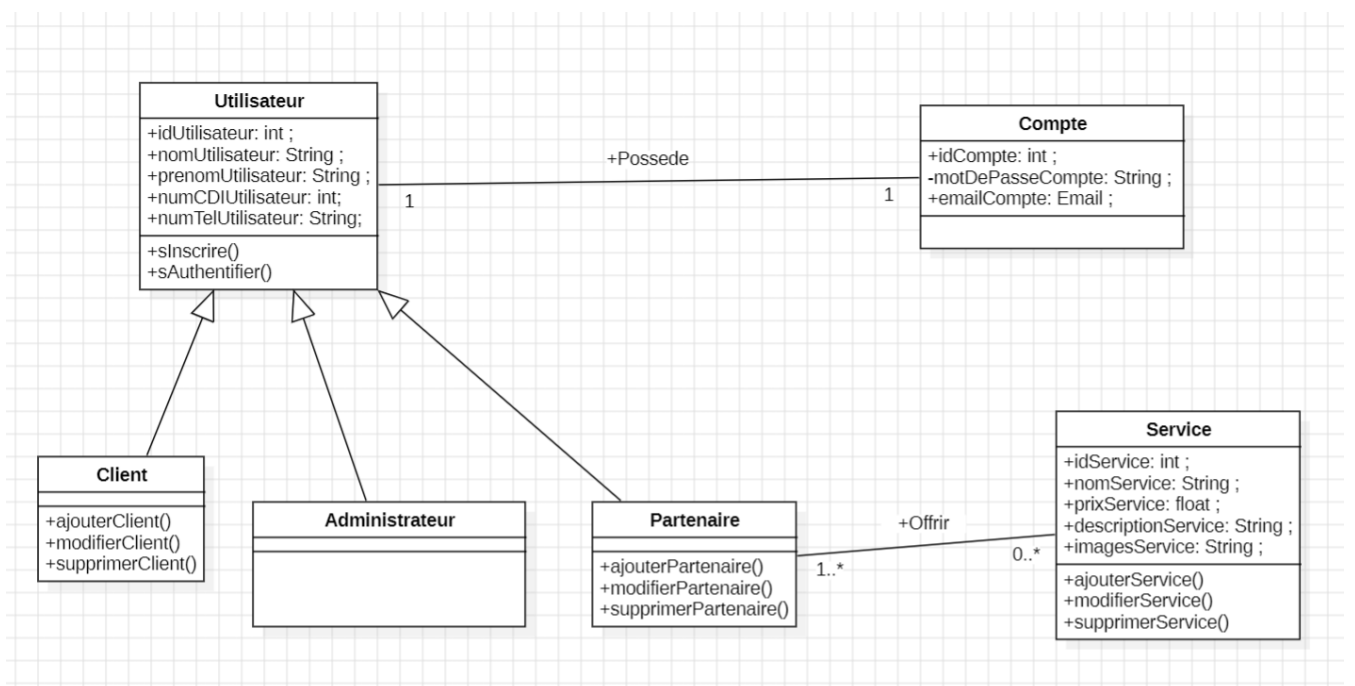 Utilisateur
+idUtilisateur: int ;
+nomUtilisateur: String ;
+prenomUtilisateur: String ;
+numCDIUtilisateur: int;
+numTelUtilisateur: String;
+sInscrire()
+sAuthentifier()
+Possede
1
1
Compte
+idCompte: int ;
-motDePasseCompte: String ;
+emailCompte: Email ;
Client
+ajouterClient()
+modifierClient()
+supprimerClient()
Administrateur
Partenaire
+ajouterPartenaire()
+modifierPartenaire()
+supprimerPartenaire()
+Offrir
1..*
0..*
Service
+idService: int ;
+nomService: String ;
+prixService: float ;
+descriptionService: String ;
+imagesService: String ;
+ajouterService()
+modifierService()
+supprimerService()